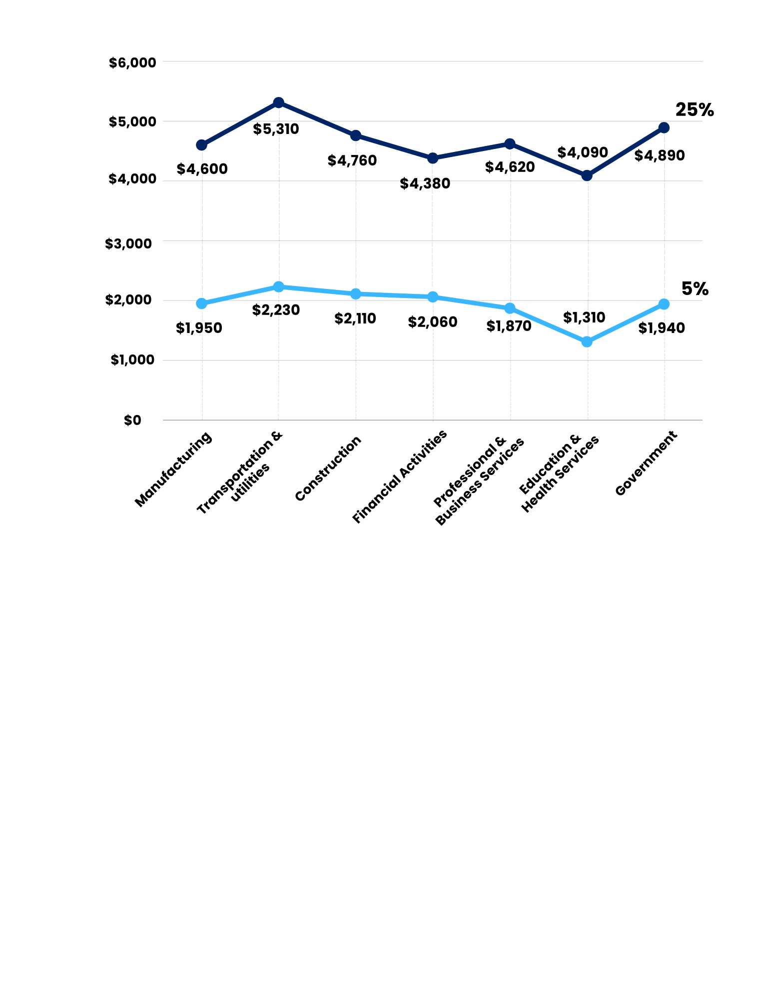 $6,000
25%
$5,000
$5,310
$4,090
$4,890
$4,760
$4,620
$4,600
$4,000
$4,380
$3,000
5%
$2,000
$2,230
$1,310
$2,110
$2,060
$1,870
$1,950
$1,940
$1,000
$0
Manufacturing
Transportation &
utilities
Construction
Financial Activities
Professional &
Business Services
Education &
Health Services
Government